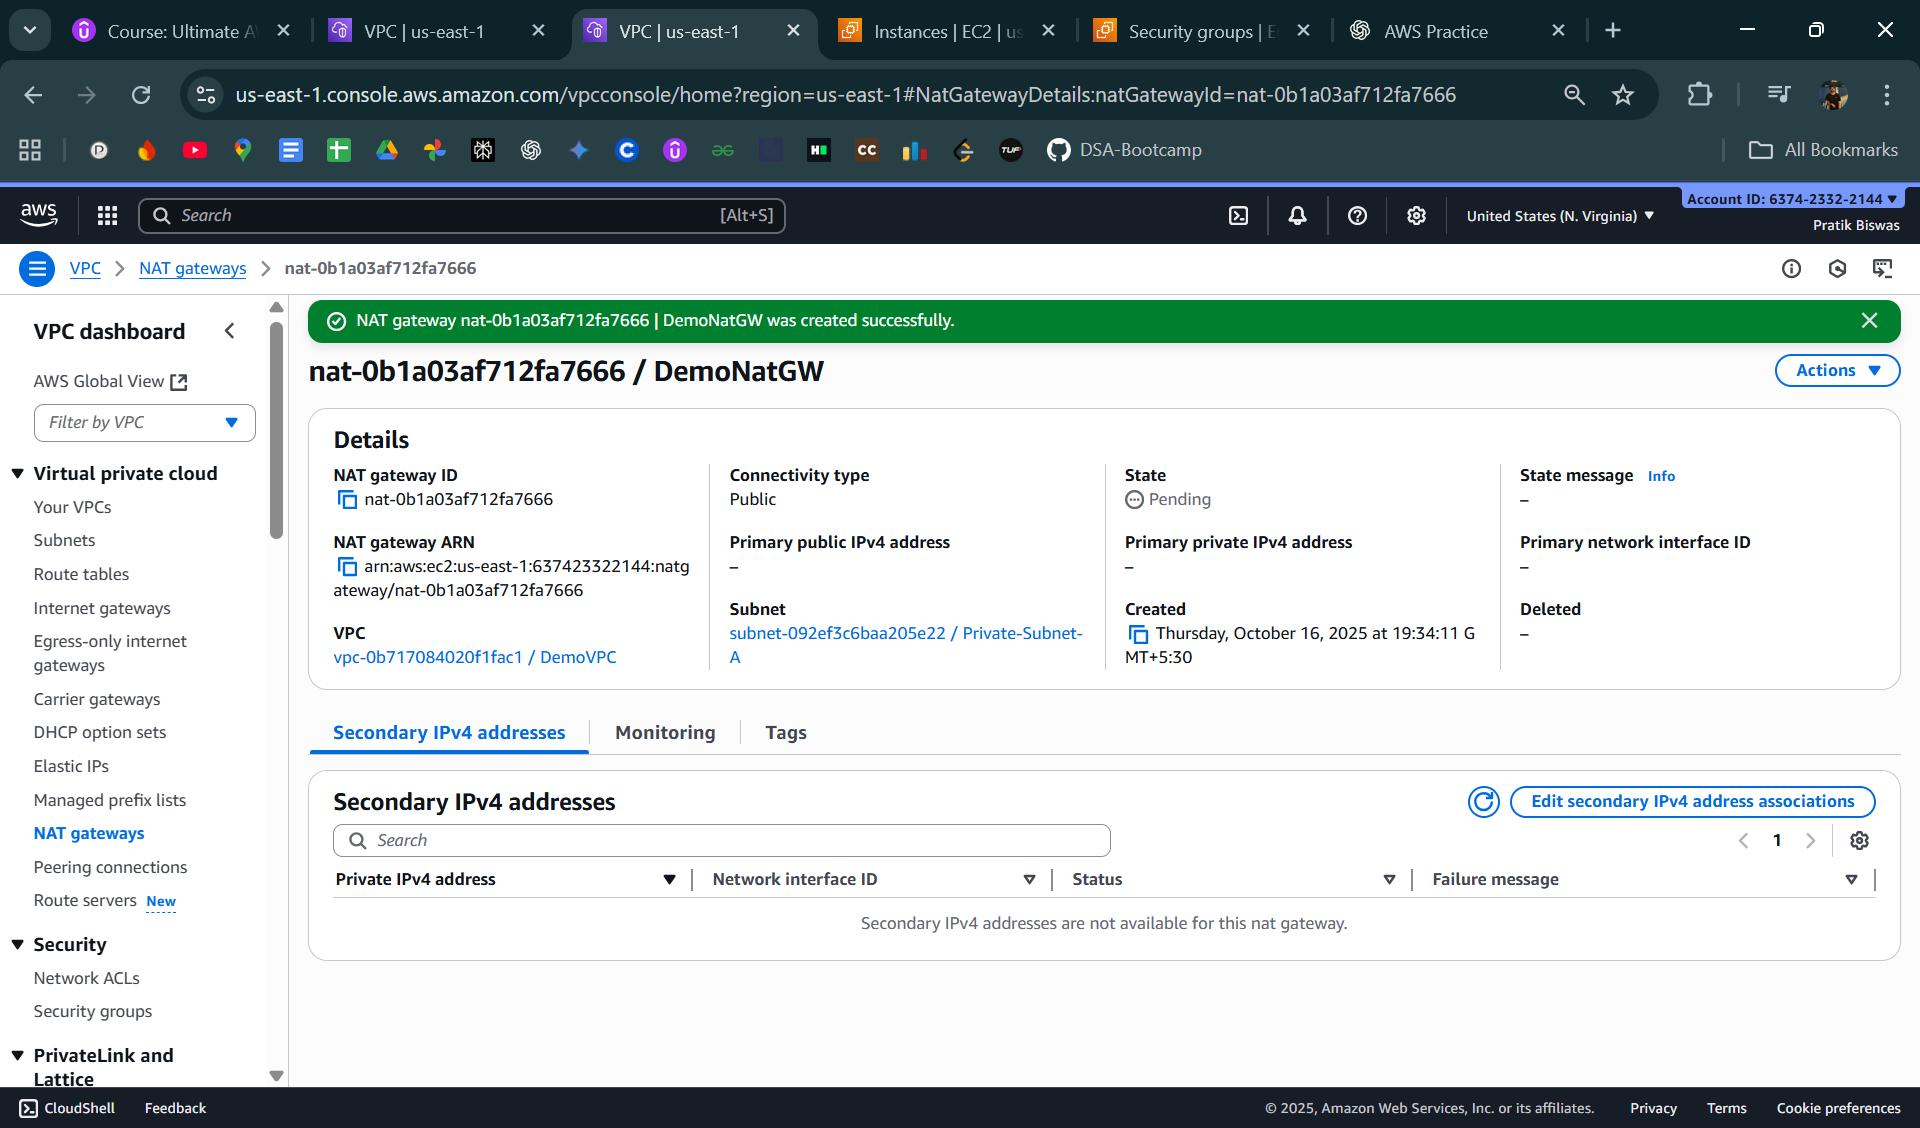 Course: Ultimate A
VPC | us-east-1
VPC | us-east-1
Instances | EC2 | us
Security groups | E
AWS Practice
us-east-1.console.aws.amazon.com/vpcconsole/home?region=us-east-1#NatGatewayDetails:natGatewayId=nat-0b1a03af712fa7666
DSA-Bootcamp
All Bookmarks
aws
Search
[Alt+S]
United States (N. Virginia)
Account ID: 6374-2332-2144
Pratik Biswas
VPC
NAT gateways
nat-0b1a03af712fa7666
VPC dashboard
AWS Global View
Filter by VPC
Virtual private cloud
Your VPCs
Subnets
Route tables
Internet gateways
Egress-only internet
gateways
Carrier gateways
DHCP option sets
Elastic IPs
Managed prefix lists
NAT gateways
Peering connections
Route servers New
Security
Network ACLs
Security groups
PrivateLink and
Lattice
NAT gateway nat-0b1a03af712fa7666 | DemoNatGW was created successfully.
nat-0b1a03af712fa7666 / DemoNatGW
Actions
Details
NAT gateway ID
nat-0b1a03af712fa7666
NAT gateway ARN
arn:aws:ec2:us-east-1:637423322144:natg
ateway/nat-0b1a03af712fa7666
VPC
vpc-0b717084020f1fac1 / DemoVPC
Connectivity type
Public
Primary public IPv4 address
–
Subnet
subnet-092ef3c6baa205e22 / Private-Subnet-
A
State
Pending
Primary private IPv4 address
–
Created
Thursday, October 16, 2025 at 19:34:11 G
MT+5:30
State message Info
–
Primary network interface ID
–
Deleted
–
Secondary IPv4 addresses
Monitoring
Tags
Secondary IPv4 addresses
Edit secondary IPv4 address associations
Search
1
Private IPv4 address
Network interface ID
Status
Failure message
Secondary IPv4 addresses are not available for this nat gateway.
CloudShell
Feedback
© 2025, Amazon Web Services, Inc. or its affiliates.
Privacy
Terms
Cookie preferences